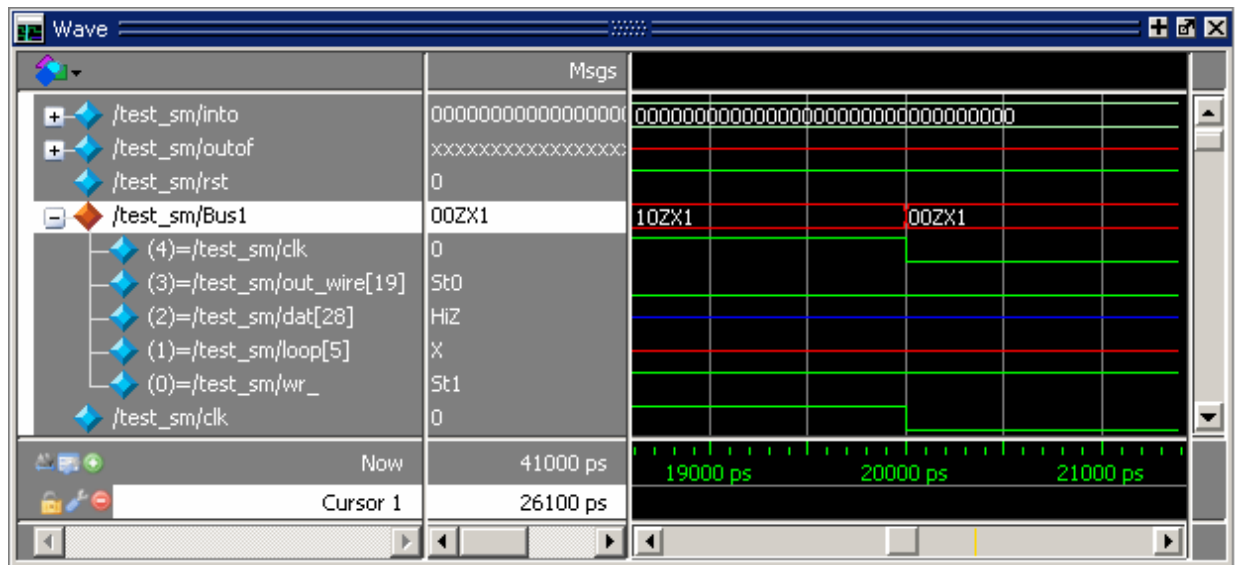 Wave
Msgs
/test_sm/into 0000000000000000 00000000000000000000000000000000
/test_sm/outof xxxxxxxxxxxxxxxx
/test_sm/rst 0
/test_sm/Bus1 00ZX1 10ZX1 00ZX1
(4)=/test_sm/clk 0
(3)=/test_sm/out_wire[19] St0
(2)=/test_sm/dat[28] HiZ
(1)=/test_sm/loop[5] X
(0)=/test_sm/wr_ St1
/test_sm/clk 0
Now 41000 ps 19000 ps 20000 ps 21000 ps
Cursor 1 26100 ps